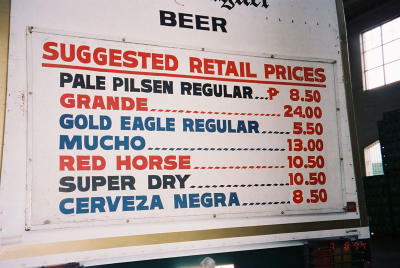 BEER
SUGGESTED RETAIL PRICES
PALE PILSEN REGULAR...₱ 8.50
GRANDE...................24.00
GOLD EAGLE REGULAR......5.50
MUCHO...................13.00
RED HORSE...............10.50
SUPER DRY...............10.50
CERVEZA NEGRA...........8.50